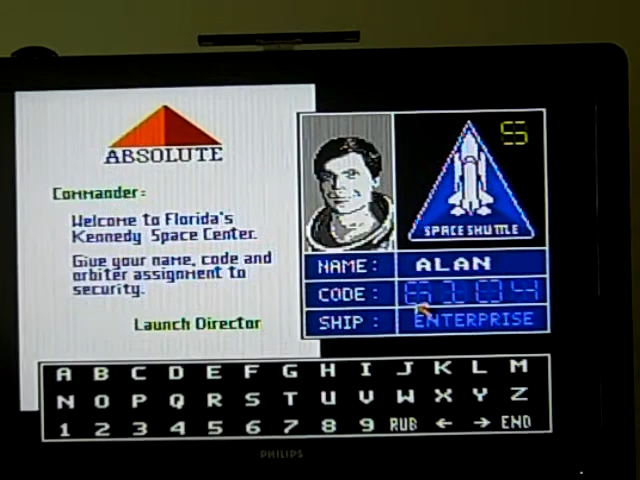 ABSOLUTE
Commander:
Welcome to Florida's
Kennedy Space Center.
Give your name, code and
orbiter assignment to
security.
Launch Director
SPACE SHUTTLE
NAME: ALAN
CODE:
SHIP: ENTERPRISE
A B C D E F G H I J K L M
N O P Q R S T U V W X Y Z
1 2 3 4 5 6 7 8 9 RUB ← → END
PHILIPS